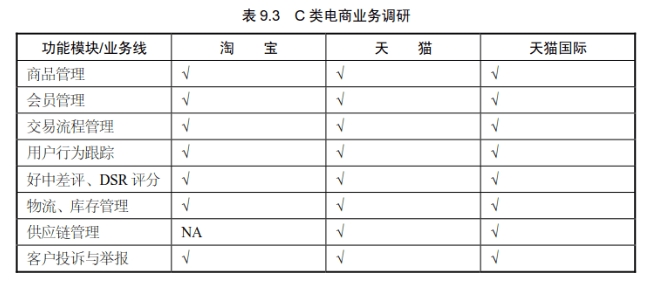 表 9.3 C 类电商业务调研
功能模块/业务线 淘 宝 天 猫 天猫国际
商品管理 √ √ √
会员管理 √ √ √
交易流程管理 √ √ √
用户行为跟踪 √ √ √
好中差评、DSR 评分 √ √ √
物流、库存管理 √ √ √
供应链管理 NA √ √
客户投诉与举报 √ √ √